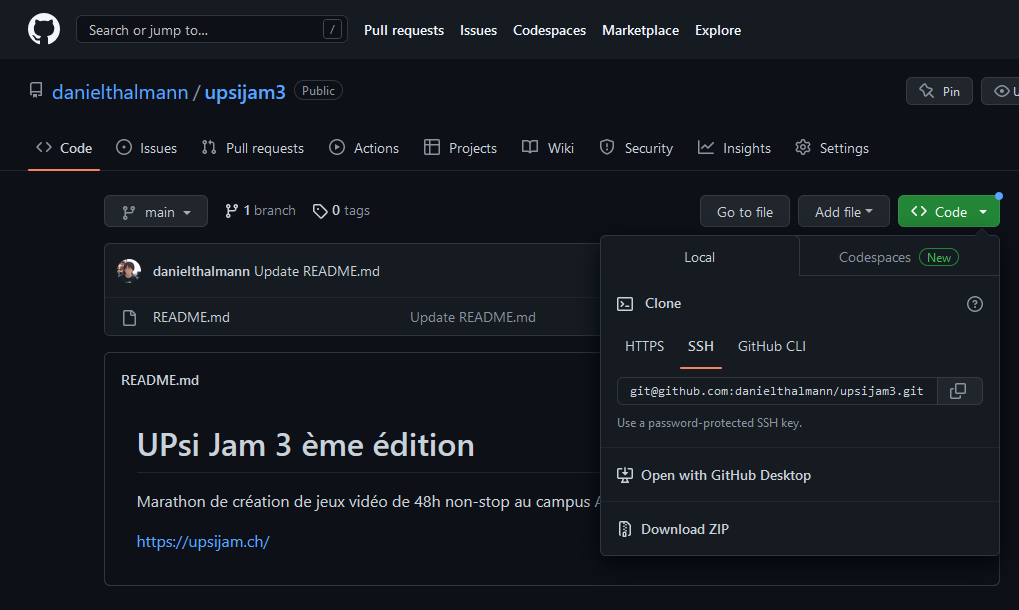 Search or jump to... / Pull requests Issues Codespaces Marketplace Explore
danielthalmann / upsijam3 Public Pin
Code Issues Pull requests Actions Projects Wiki Security Insights Settings
main 1 branch 0 tags Go to file Add file Code
danielthalmann Update README.md
README.md Update README.md
README.md
UPsi Jam 3 ème édition
Marathon de création de jeux vidéo de 48h non-stop au campus
https://upsijam.ch/
Local Codespaces New
Clone
HTTPS SSH GitHub CLI
git@github.com:danielthalmann/upsijam3.git
Use a password-protected SSH key.
Open with GitHub Desktop
Download ZIP